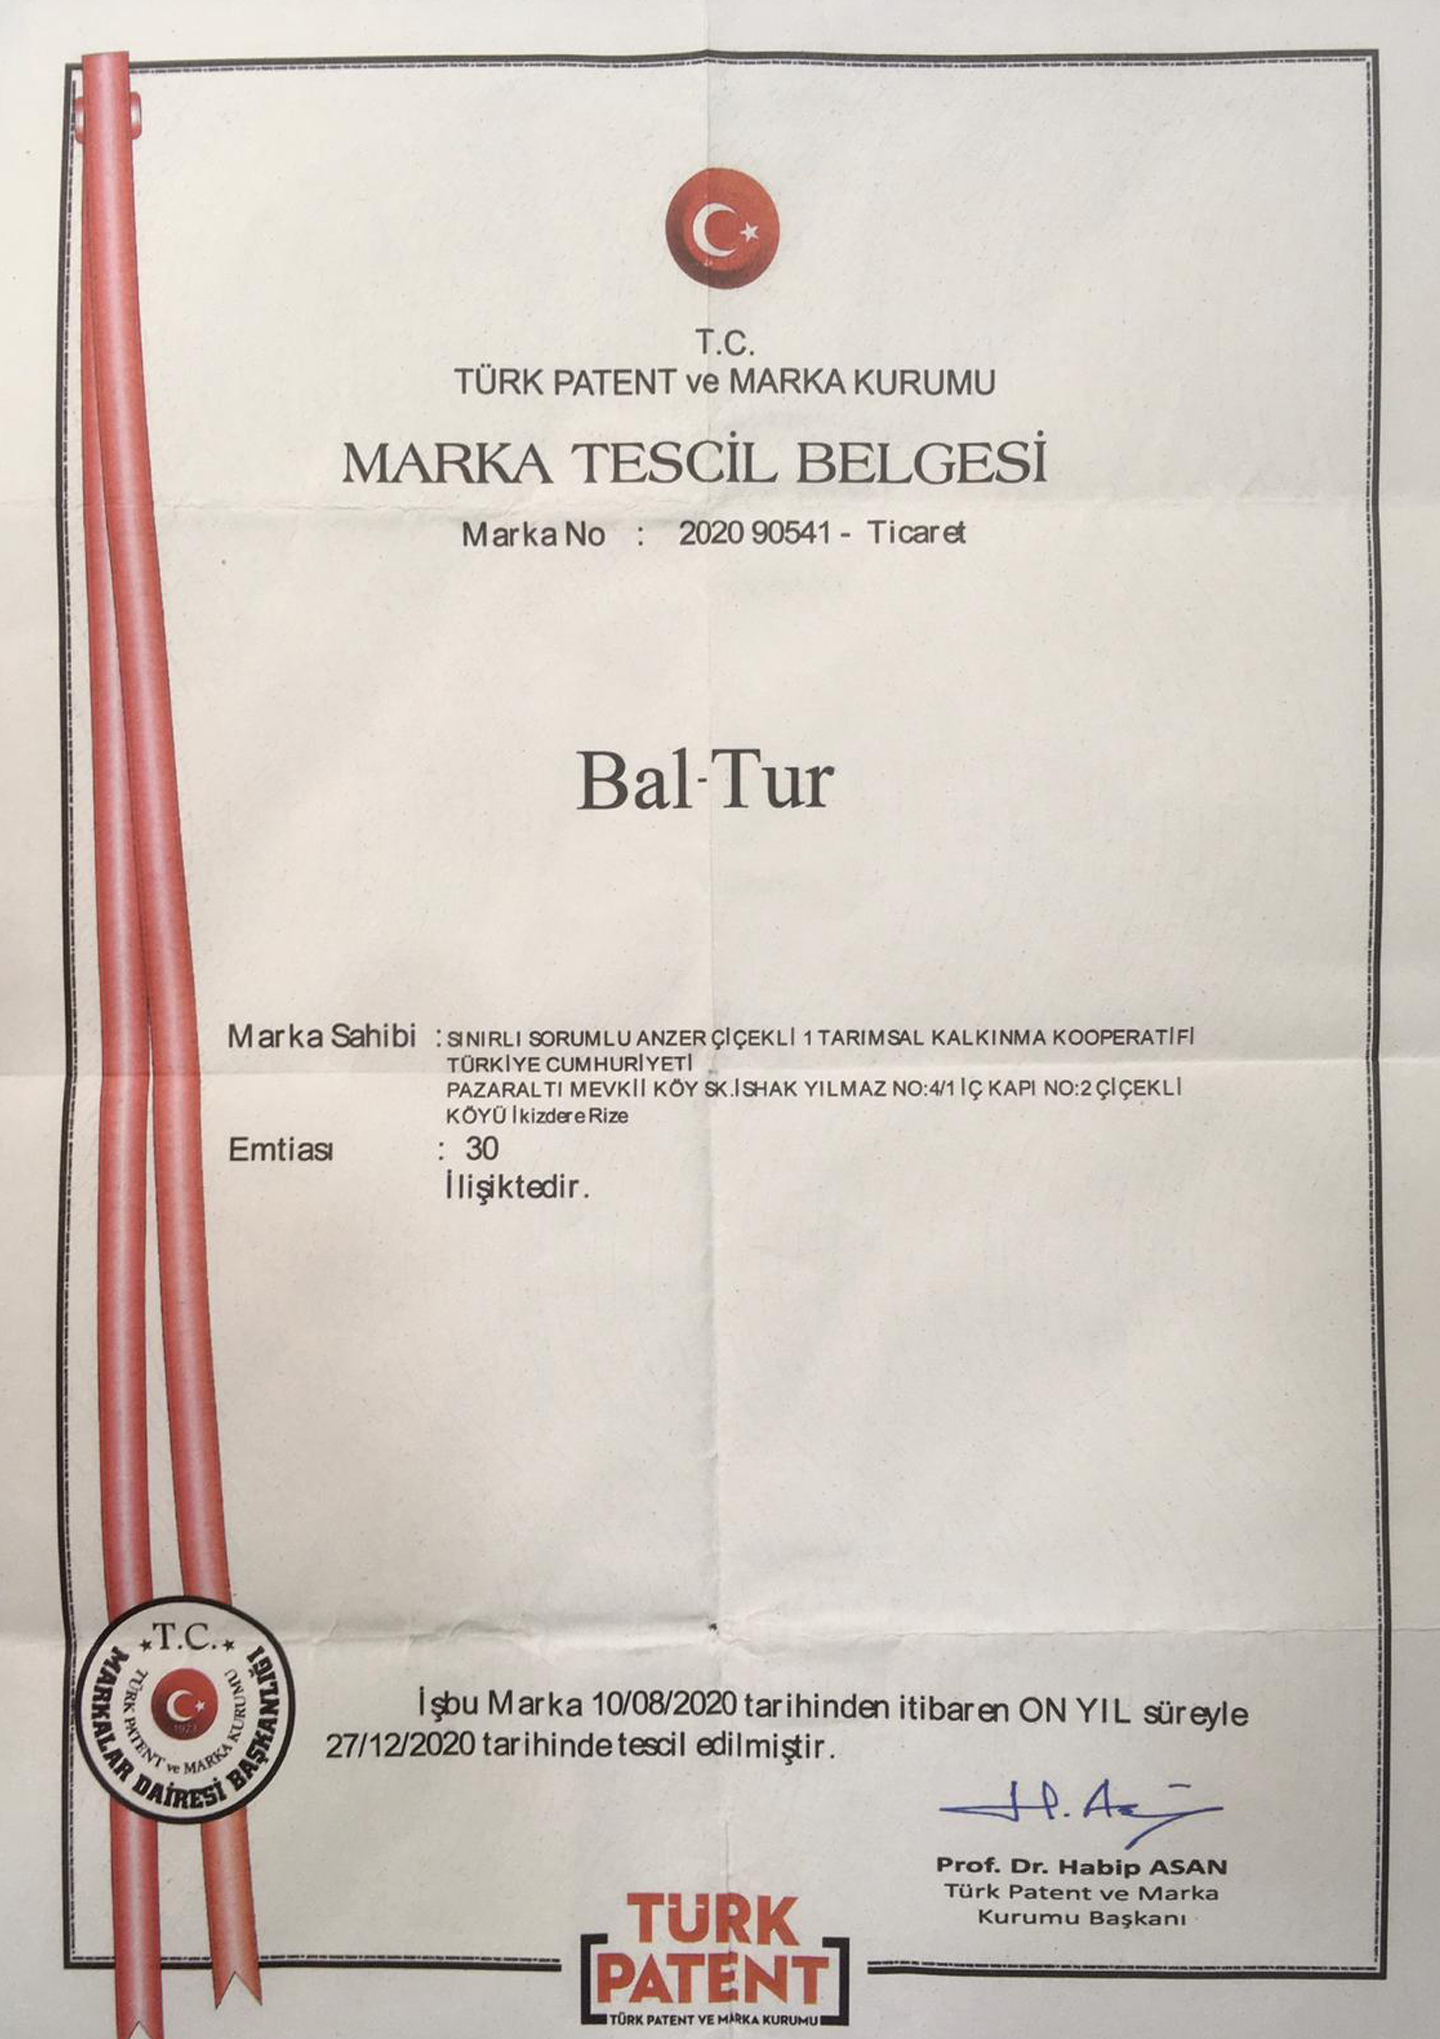 T.C.
TÜRK PATENT ve MARKA KURUMU
MARKA TESCİL BELGESİ
Marka No : 2020 90541 - Ticaret
Bal-Tur
Marka Sahibi : SINIRLI SORUMLU ANZER ÇİÇEKLİ 1 TARIMSAL KALKINMA KOOPERATİFİ
TÜRKİYE CUMHURİYETİ
PAZARALTI MEVKİİ KÖY SK.İSHAK YILMAZ NO:4/1 İÇ KAPI NO:2 ÇİÇEKLİ
KÖYÜ İkizdere Rize
Emtiası : 30
İlişiktedir.
T.C.
MARKALAR DAİRESİ BAŞKANLIĞI
TÜRK PATENT ve MARKA KURUMU
1923
İşbu Marka 10/08/2020 tarihinden itibaren ON YIL süreyle
27/12/2020 tarihinde tescil edilmiştir.
H. Asan
Prof. Dr. Habip ASAN
Türk Patent ve Marka
Kurumu Başkanı
TÜRK
PATENT
TÜRK PATENT VE MARKA KURUMU